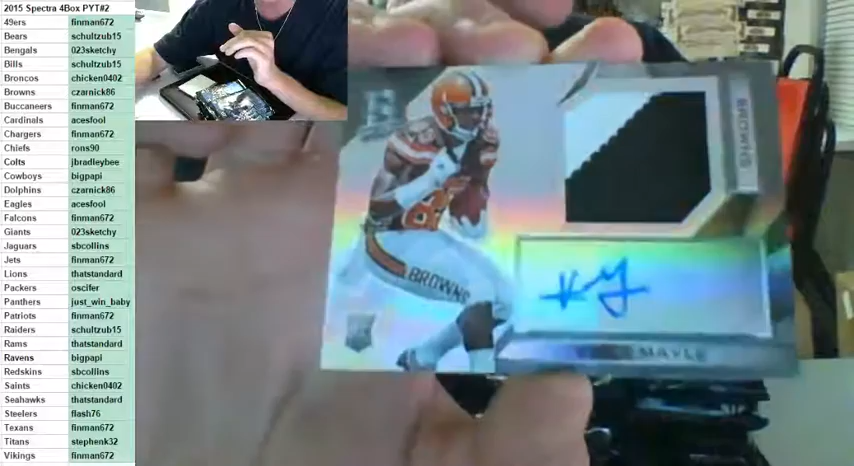 2015 Spectra 4Box PYT#2
49ers finman672
Bears schultzub15
Bengals 023sketchy
Bills schultzub15
Broncos chicken0402
Browns czarnick86
Buccaneers finman672
Cardinals acesfool
Chargers finman672
Chiefs rons90
Colts jbradleybee
Cowboys bigpapi
Dolphins czarnick86
Eagles acesfool
Falcons finman672
Giants 023sketchy
Jaguars sbcollins
Jets finman672
Lions thatstandard
Packers oscifer
Panthers just_win_baby
Patriots finman672
Raiders schultzub15
Rams thatstandard
Ravens bigpapi
Redskins sbcollins
Saints chicken0402
Seahawks thatstandard
Steelers flash76
Texans finman672
Titans stephenk32
Vikings finman672
BROWNS
BROWNS
MAYLE